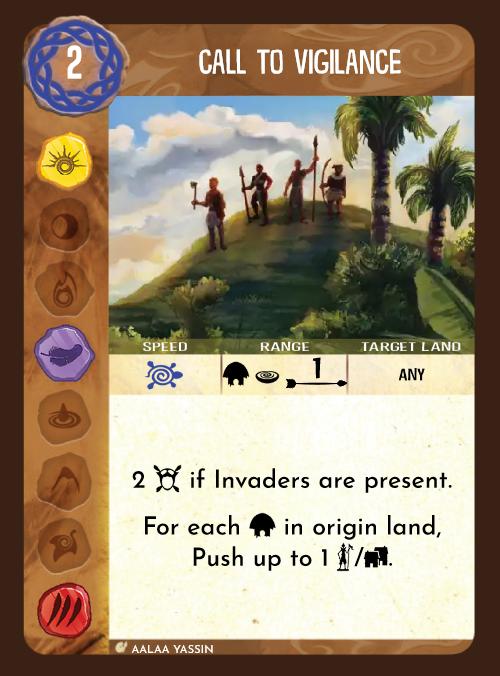 2
CALL TO VIGILANCE
SPEED RANGE TARGET LAND
1 ANY
2 if Invaders are present.
For each in origin land,
Push up to 1 / .
AALAA YASSIN